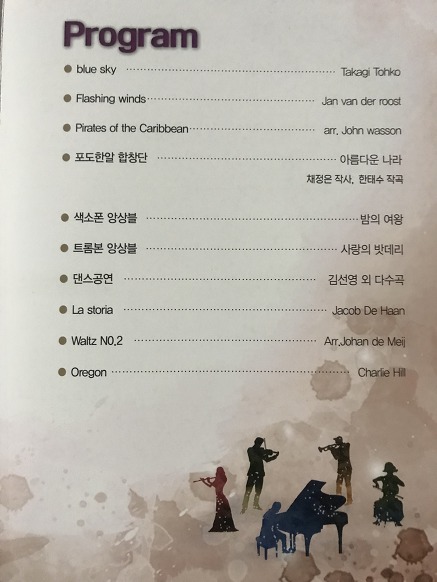 Program
blue sky Takagi Tohko
Flashing winds Jan van der roost
Pirates of the Caribbean arr. John wasson
포도한알 합창단 아름다운 나라
채정은 작사, 한태수 작곡
색소폰 앙상블 밤의 여왕
트롬본 앙상블 사랑의 밧데리
댄스공연 김선영 외 다수곡
La storia Jacob De Haan
Waltz NO,2 Arr.Johan de Meij
Oregon Charlie Hill